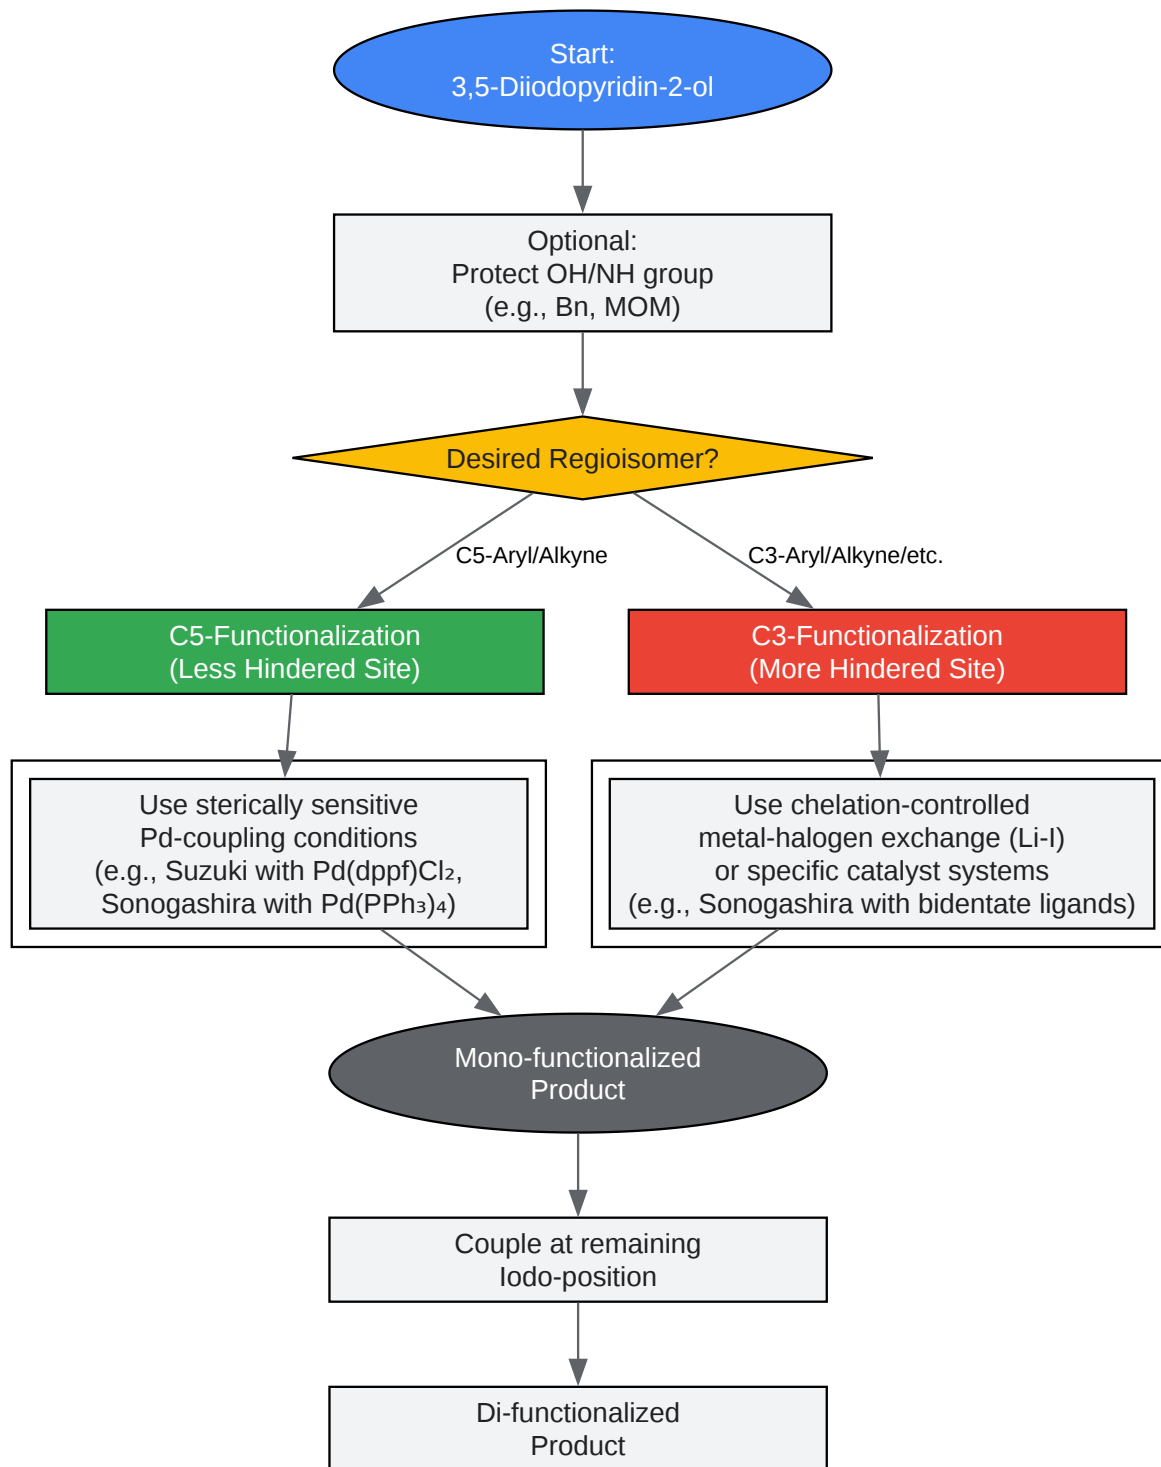 Start:
3,5-Diiodopyridin-2-ol
Optional:
Protect OH/NH group
(e.g., Bn, MOM)
Desired Regioisomer?
C5-Aryl/Alkyne
C3-Aryl/Alkyne/etc.
C5-Functionalization
(Less Hindered Site)
C3-Functionalization
(More Hindered Site)
Use sterically sensitive
Pd-coupling conditions
(e.g., Suzuki with Pd(dppf)Cl₂,
Sonogashira with Pd(PPh₃)₄)
Use chelation-controlled
metal-halogen exchange (Li-I)
or specific catalyst systems
(e.g., Sonogashira with bidentate ligands)
Mono-functionalized
Product
Couple at remaining
Iodo-position
Di-functionalized
Product